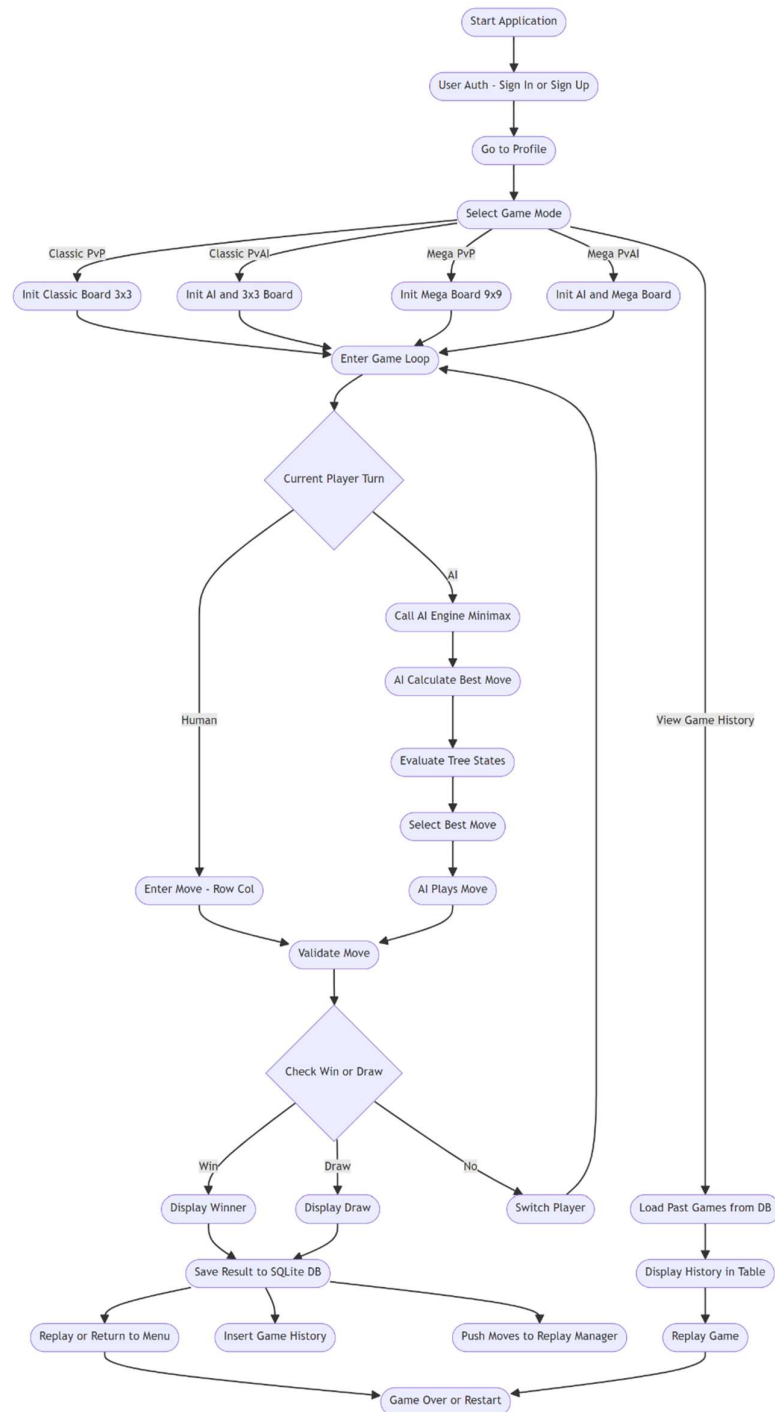 Start Application
User Auth - Sign In or Sign Up
Go to Profile
Select Game Mode
Classic PvP
Classic PvAI
Mega PvP
Mega PvAI
Init Classic Board 3x3
Init AI and 3x3 Board
Init Mega Board 9x9
Init AI and Mega Board
Enter Game Loop
Current Player Turn
AI
Call AI Engine Minimax
AI Calculate Best Move
Human
View Game History
Evaluate Tree States
Select Best Move
Enter Move - Row Col
AI Plays Move
Validate Move
Check Win or Draw
Win
Draw
No
Display Winner
Display Draw
Switch Player
Load Past Games from DB
Save Result to SQLite DB
Display History in Table
Replay or Return to Menu
Insert Game History
Push Moves to Replay Manager
Replay Game
Game Over or Restart